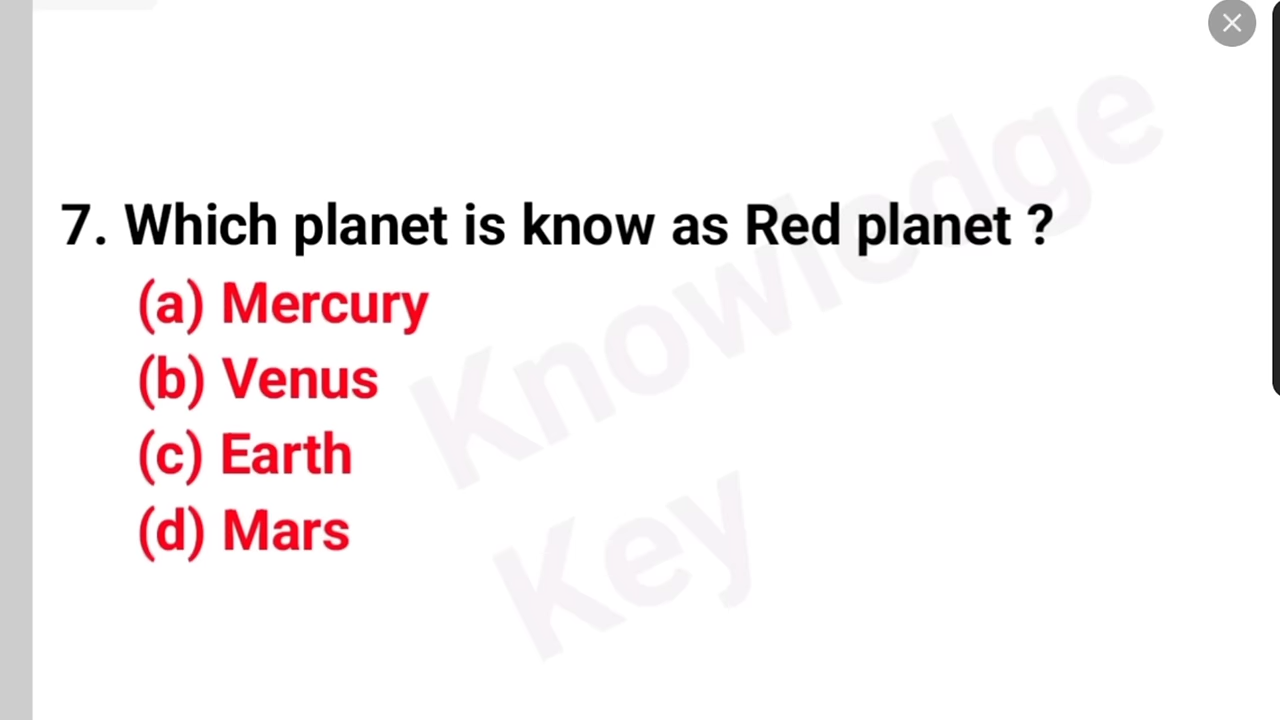 7. Which planet is know as Red planet ?
(a) Mercury
(b) Venus
(c) Earth
(d) Mars
Knowledge
Key